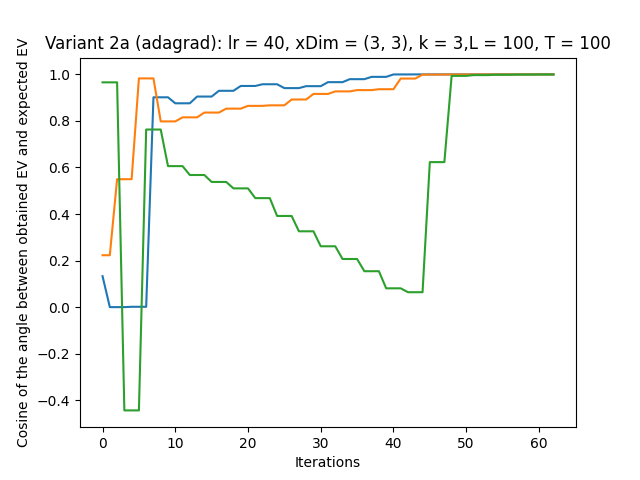 Variant 2a (adagrad): lr = 40, xDim = (3, 3), k = 3,L = 100, T = 100
Cosine of the angle between obtained EV and expected EV
1.0
0.8
0.6
0.4
0.2
0.0
−0.2
−0.4
0 10 20 30 40 50 60
Iterations